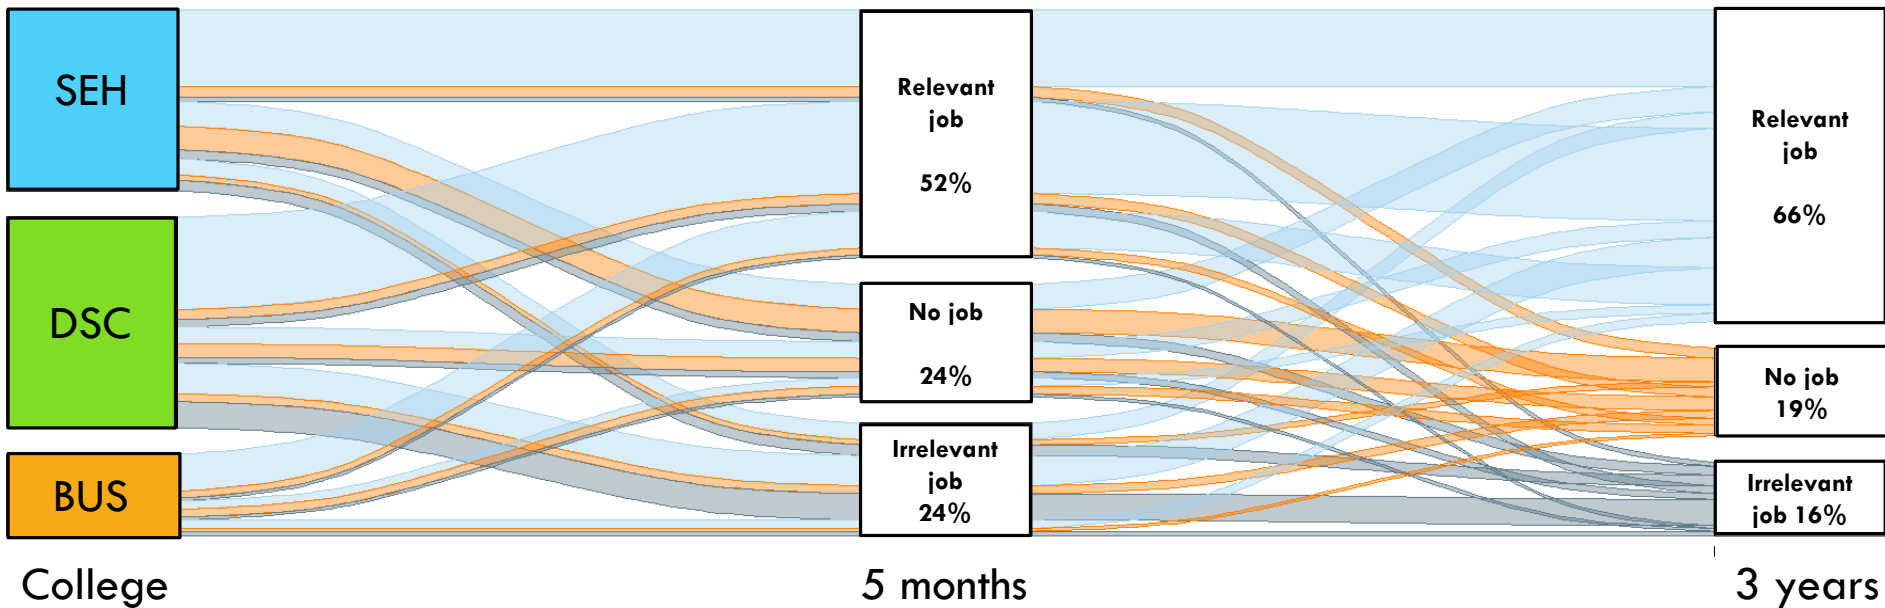 SEH
DSC
BUS
College
Relevant
job
52%
No job
24%
Irrelevant
job
24%
5 months
Relevant
job
66%
No job
19%
Irrelevant
job 16%
3 years